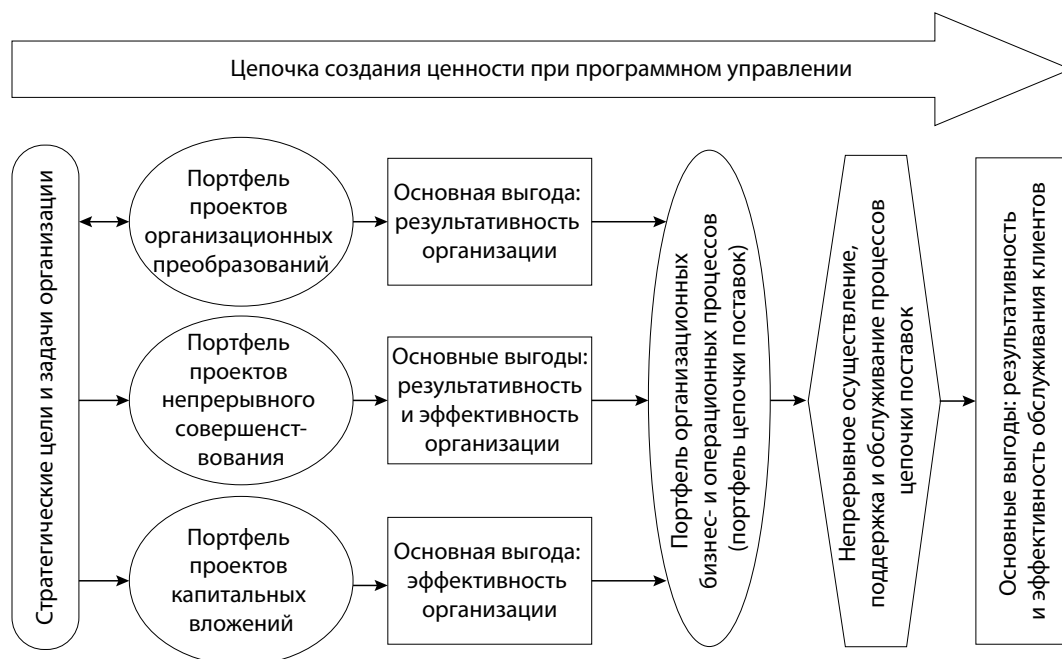 Цепочка создания ценности при программном управлении
Стратегические цели и задачи организации
Портфель
проектов
организационных
преобразований
Основная выгода:
результативность
организации
Портфель
проектов
непрерывного
совершенст-
вования
Основные выгоды:
результативность
и эффективность
организации
Портфель
проектов
капитальных
вложений
Основная выгода:
эффективность
организации
Портфель организационных
бизнес- и операционных процессов
(портфель цепочки поставок)
Непрерывное осуществление,
поддержка и обслуживание процессов
цепочки поставок
Основные выгоды: результативность
и эффективность обслуживания клиентов